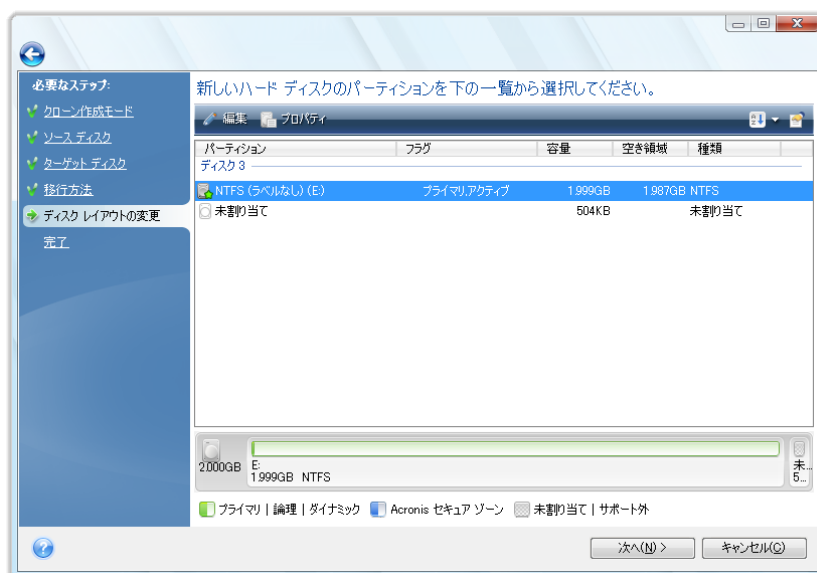 必要なステップ:
クローン作成モード
ソース ディスク
ターゲット ディスク
移行方法
ディスク レイアウトの変更
完了
新しいハード ディスクのパーティションを下の一覧から選択してください。
編集 プロパティ
パーティション フラグ 容量 空き領域 種類
ディスク 3
NTFS (ラベルなし) (E:) プライマリ,アクティブ 1.999GB 1.987GB NTFS
未割り当て 504KB 未割り当て
2.000GB
E:
1.999GB NTFS
未...
5...
プライマリ | 論理 | ダイナミック Acronis セキュア ゾーン 未割り当て | サポート外
次へ(N) > キャンセル(C)